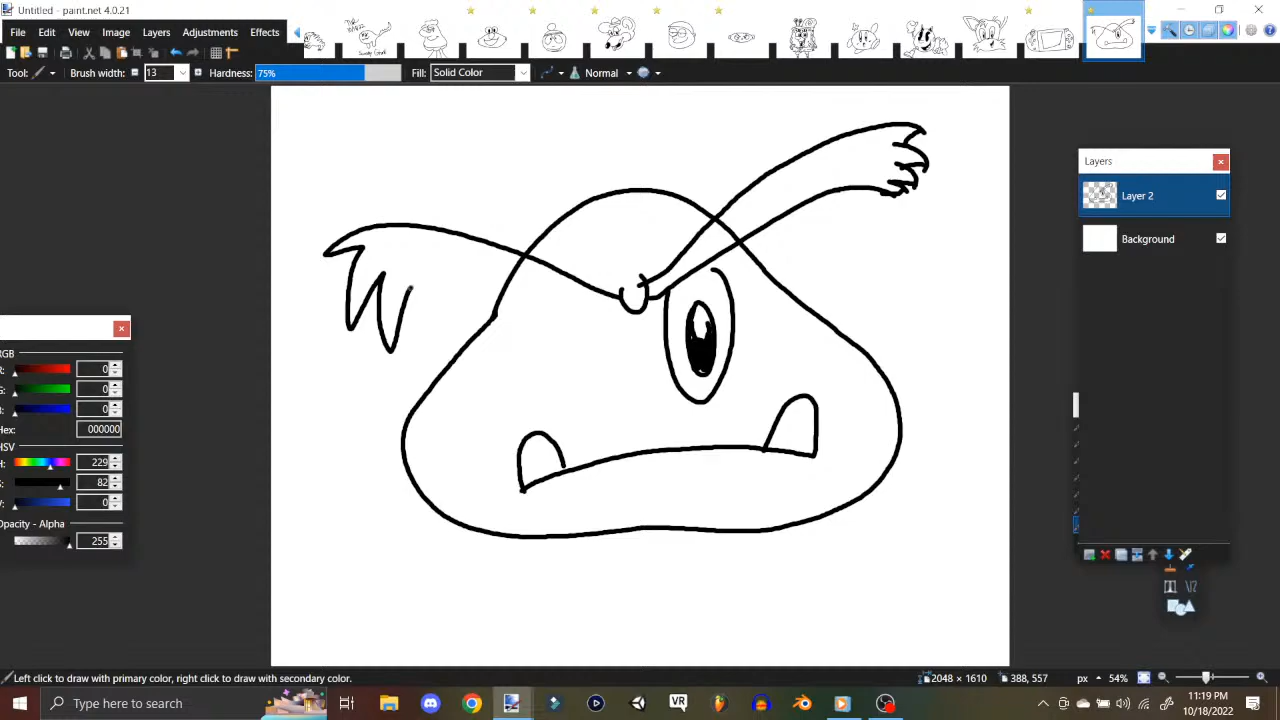 Untitled - paint.net 4.0.21
File Edit View Image Layers Adjustments Effects
Tool: Brush width: 13 Hardness: 75% Fill: Solid Color Normal
Layers
Layer 2
Background
RGB
R: 0
G: 0
B: 0
Hex: 000000
HSV
H: 229
S: 82
V: 0
Opacity - Alpha
255
Left click to draw with primary color, right click to draw with secondary color. 2048 × 1610 388, 557 px 54%
Type here to search
VR
11:19 PM
10/18/2022